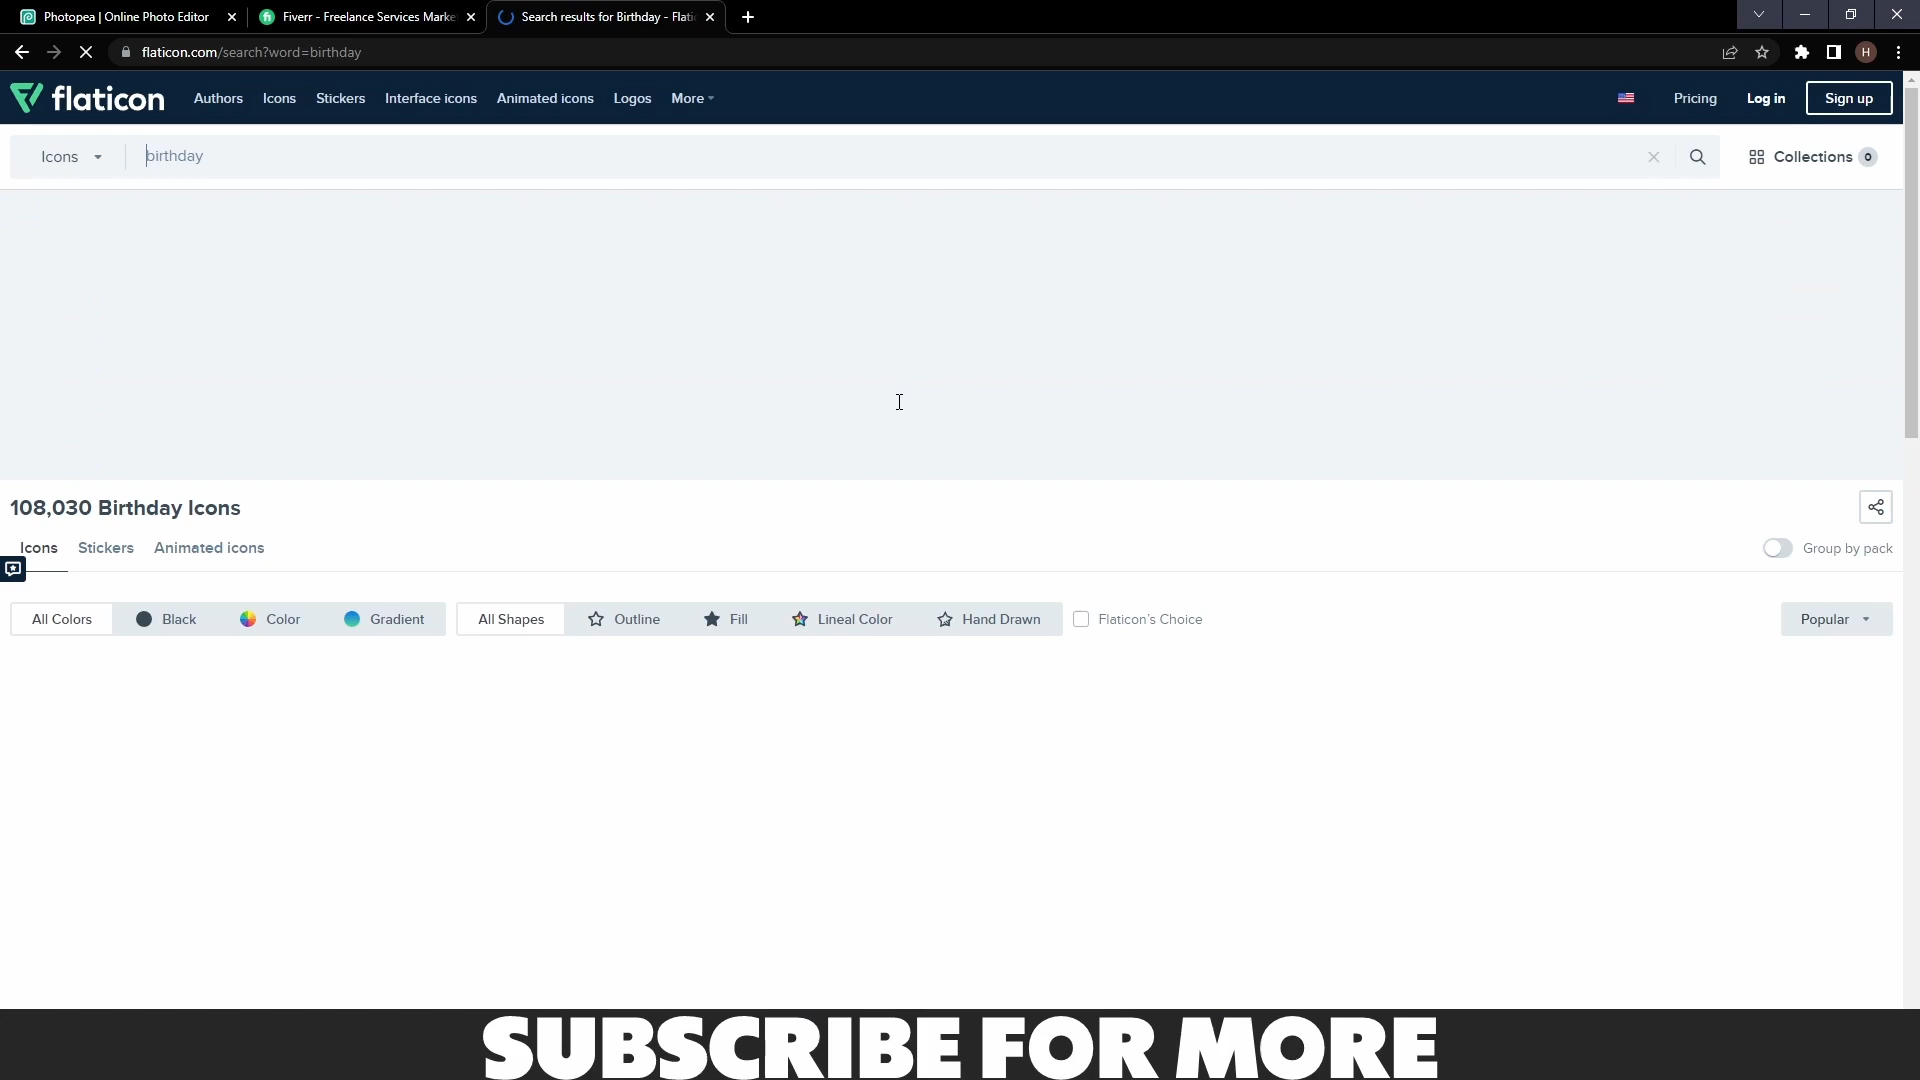 Photopea | Online Photo Editor
Fiverr - Freelance Services Marke
Search results for Birthday - Flati
flaticon.com/search?word=birthday
H
flaticon
Authors
Icons
Stickers
Interface icons
Animated icons
Logos
More
Pricing
Log in
Sign up
Icons
birthday
Collections 0
108,030 Birthday Icons
Icons
Stickers
Animated icons
Group by pack
All Colors
Black
Color
Gradient
All Shapes
Outline
Fill
Lineal Color
Hand Drawn
Flaticon's Choice
Popular
SUBSCRIBE FOR MORE